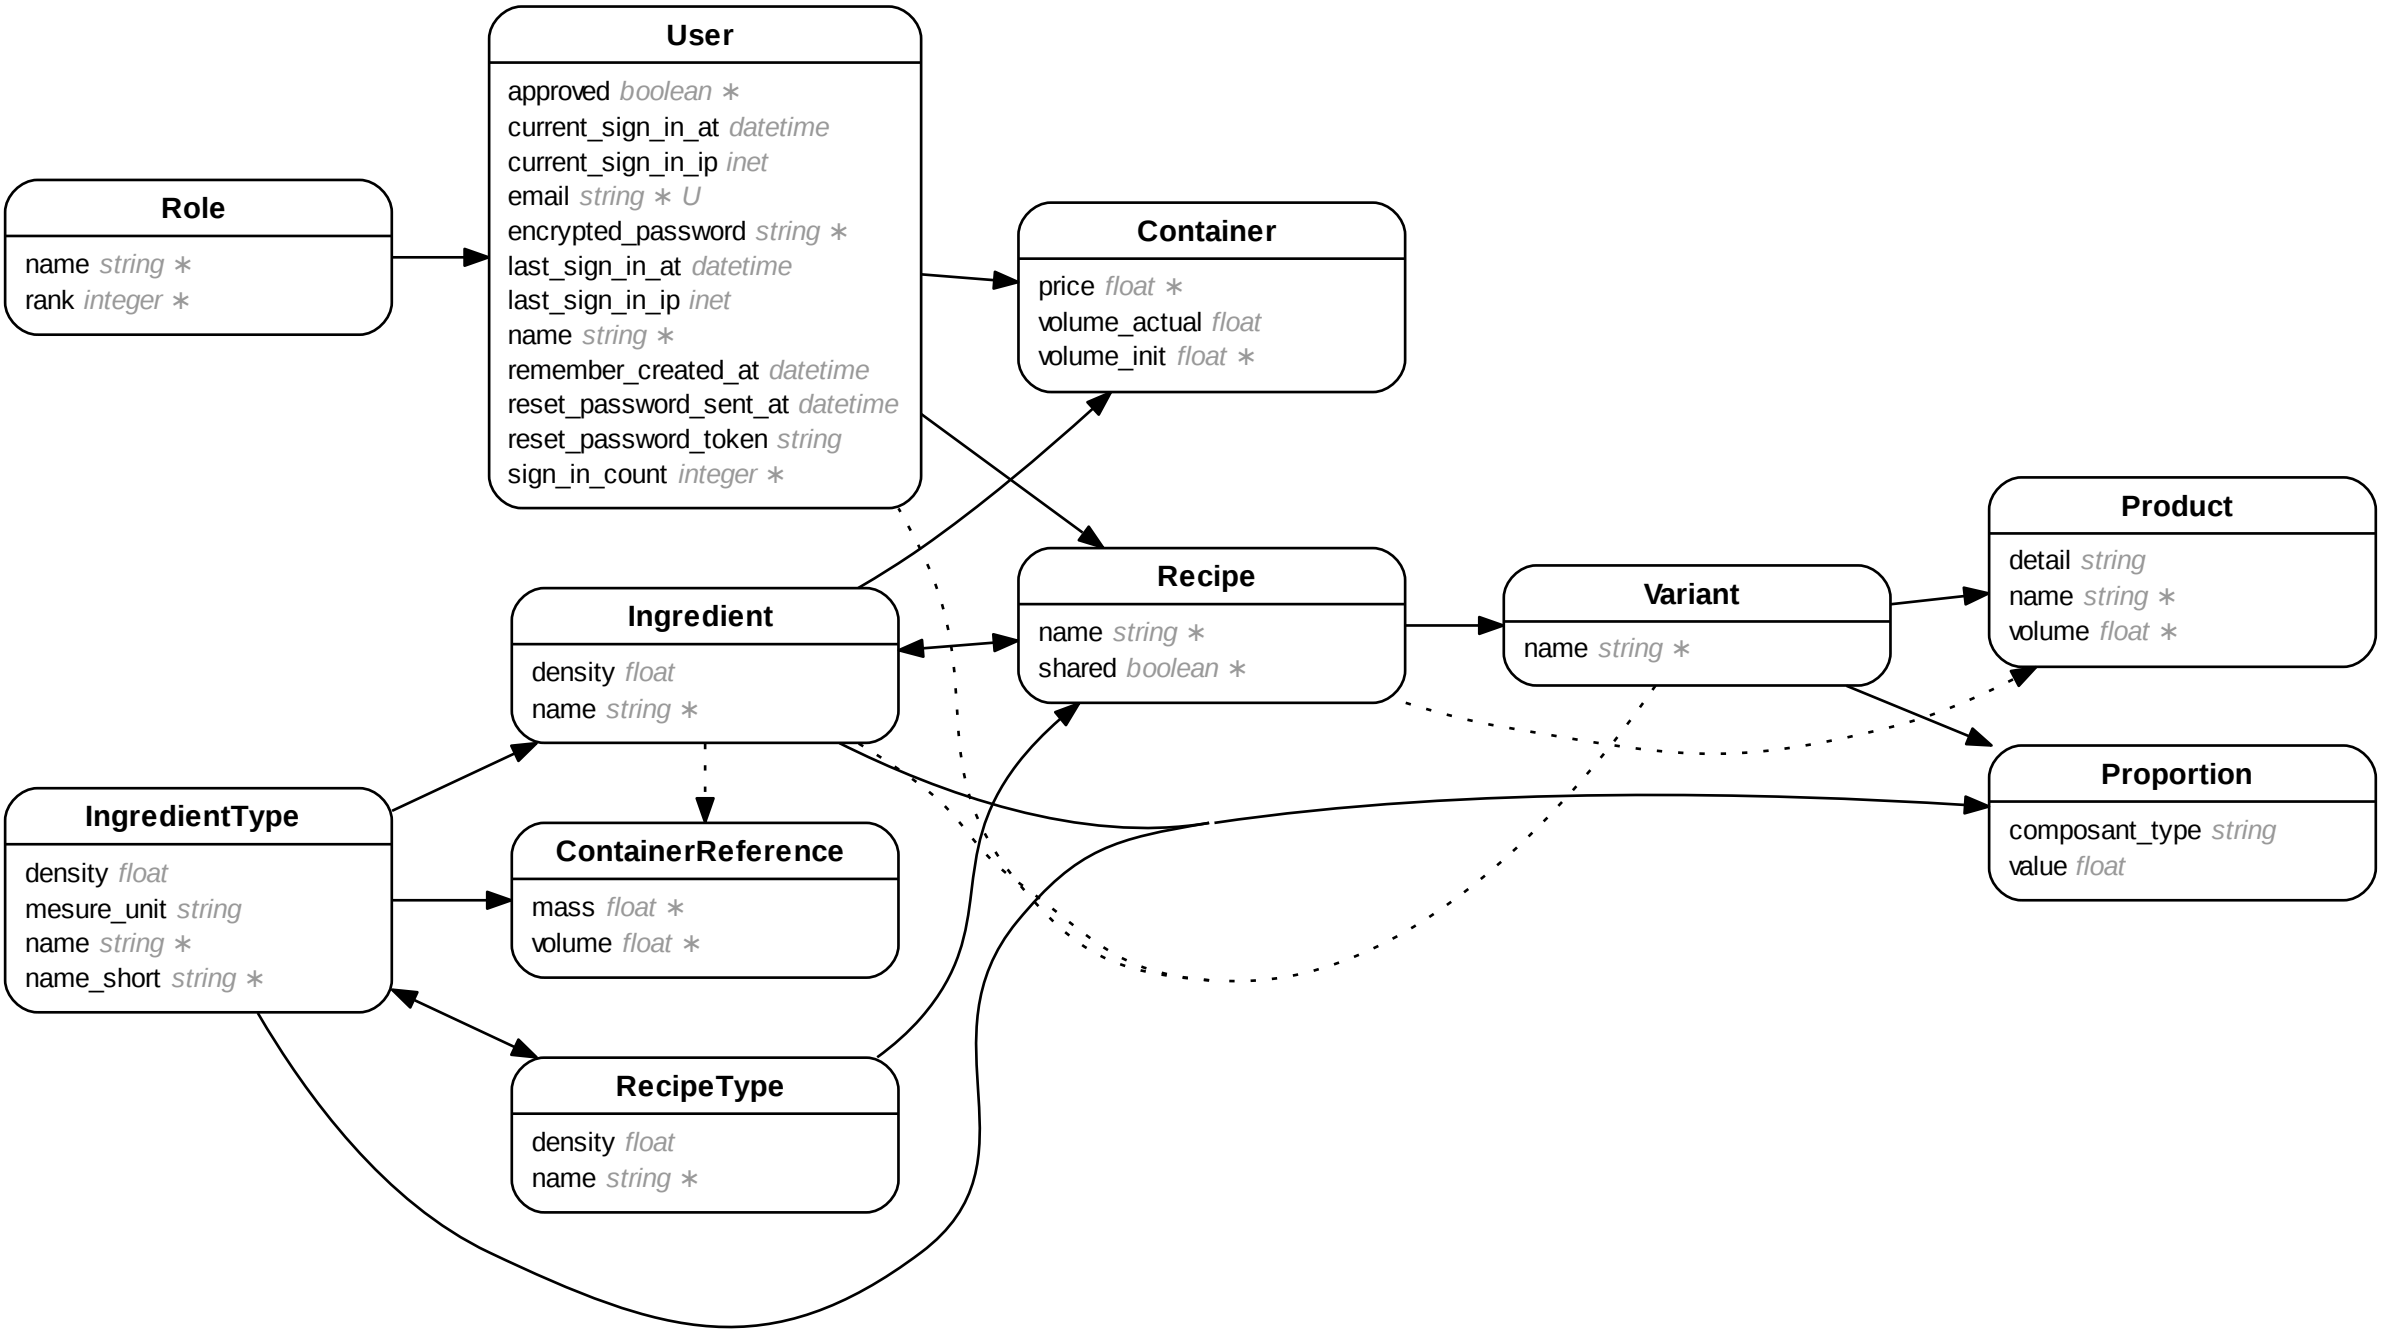 User
approved boolean ∗
current_sign_in_at datetime
current_sign_in_ip inet
email string ∗ U
encrypted_password string ∗
last_sign_in_at datetime
last_sign_in_ip inet
name string ∗
remember_created_at datetime
reset_password_sent_at datetime
reset_password_token string
sign_in_count integer ∗
Role
name string ∗
rank integer ∗
Container
price float ∗
volume_actual float
volume_init float ∗
Product
detail string
name string ∗
volume float ∗
Recipe
name string ∗
shared boolean ∗
Variant
name string ∗
Ingredient
density float
name string ∗
Proportion
composant_type string
value float
IngredientType
density float
mesure_unit string
name string ∗
name_short string ∗
ContainerReference
mass float ∗
volume float ∗
RecipeType
density float
name string ∗